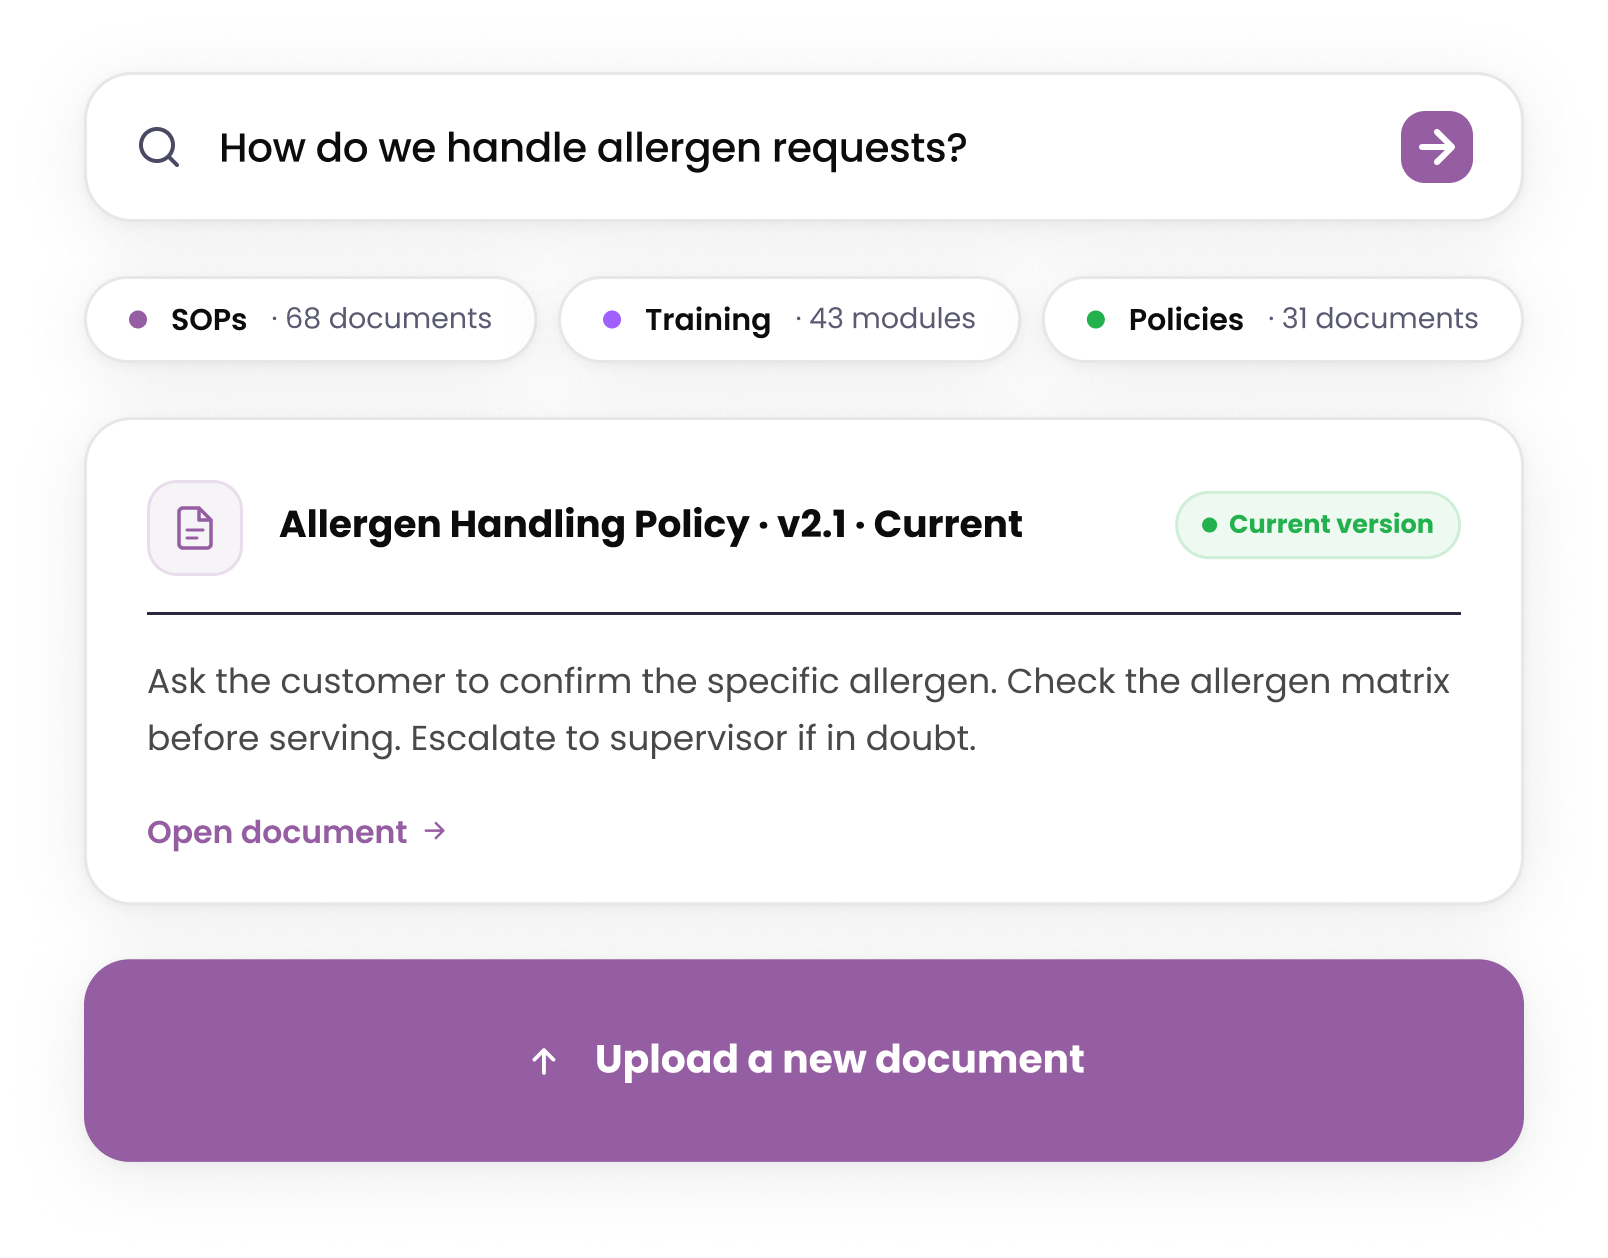 How do we handle allergen requests?
SOPs · 68 documents
Training · 43 modules
Policies · 31 documents
Allergen Handling Policy · v2.1 · Current
Current version
Ask the customer to confirm the specific allergen. Check the allergen matrix
before serving. Escalate to supervisor if in doubt.
Open document →
↑ Upload a new document